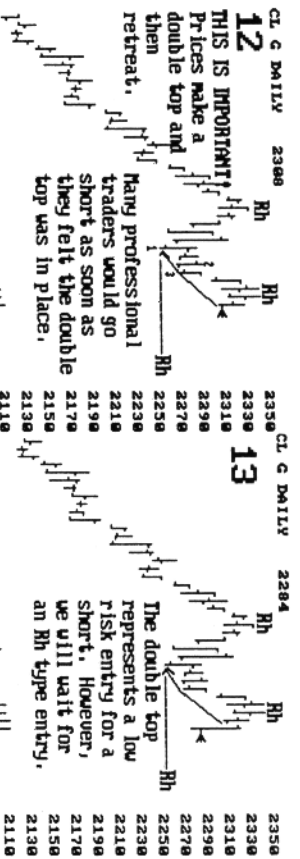 CL G DAILY 2308
12
THIS IS IMPORTANT!
Prices make a
double top and
then
retreat.
Rh
Rh
Many professional
traders would go
short as soon as
they felt the double
top was in place.
1
2
3
Rh
2350
2330
2310
2290
2270
2250
2230
2210
2190
2170
2150
2130
2110
CL G DAILY 2284
13
Rh
Rh
The double top
represents a low
risk entry for a
short. However,
we will wait for
an Rh type entry.
Rh
2350
2330
2310
2290
2270
2250
2230
2210
2190
2170
2150
2130
2110